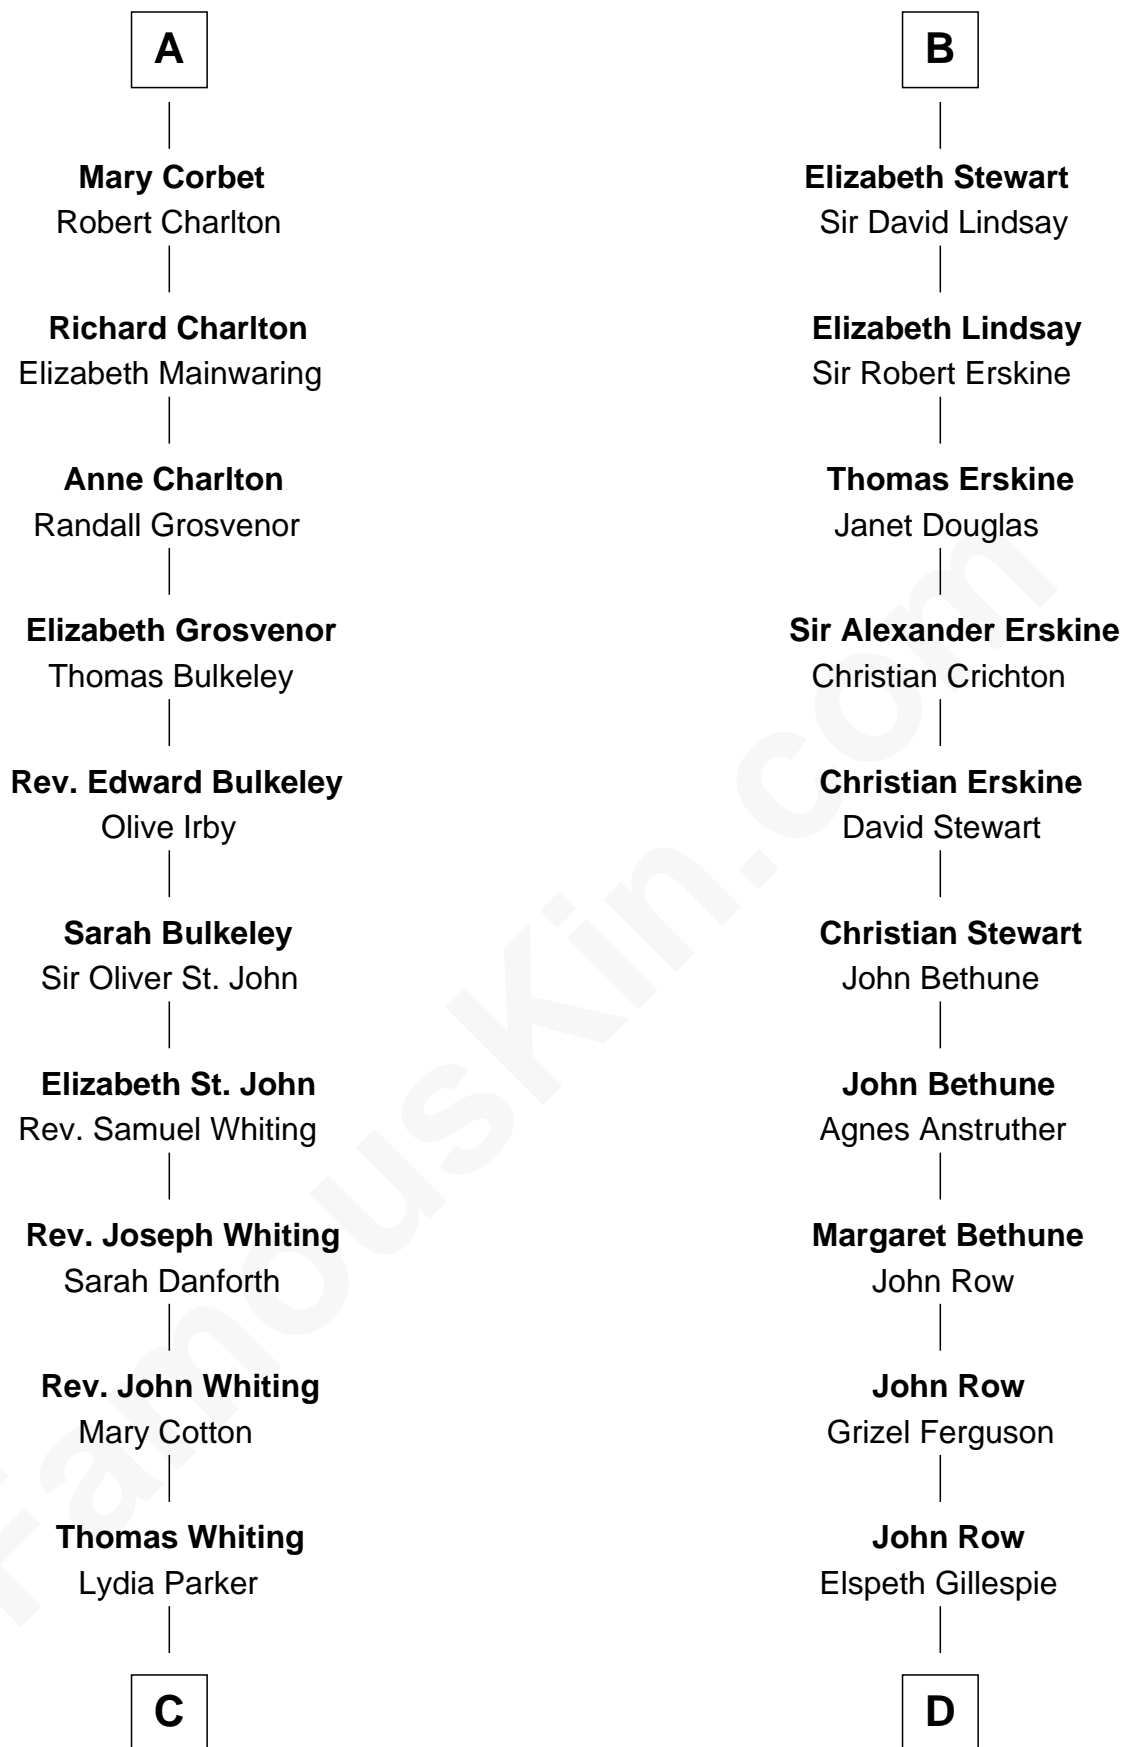 A
Mary Corbet
Robert Charlton
Richard Charlton
Elizabeth Mainwaring
Anne Charlton
Randall Grosvenor
Elizabeth Grosvenor
Thomas Bulkeley
Rev. Edward Bulkeley
Olive Irby
Sarah Bulkeley
Sir Oliver St. John
Elizabeth St. John
Rev. Samuel Whiting
Rev. Joseph Whiting
Sarah Danforth
Rev. John Whiting
Mary Cotton
Thomas Whiting
Lydia Parker
C
B
Elizabeth Stewart
Sir David Lindsay
Elizabeth Lindsay
Sir Robert Erskine
Thomas Erskine
Janet Douglas
Sir Alexander Erskine
Christian Crichton
Christian Erskine
David Stewart
Christian Stewart
John Bethune
John Bethune
Agnes Anstruther
Margaret Bethune
John Row
John Row
Grizel Ferguson
John Row
Elspeth Gillespie
D
FamousKin.com